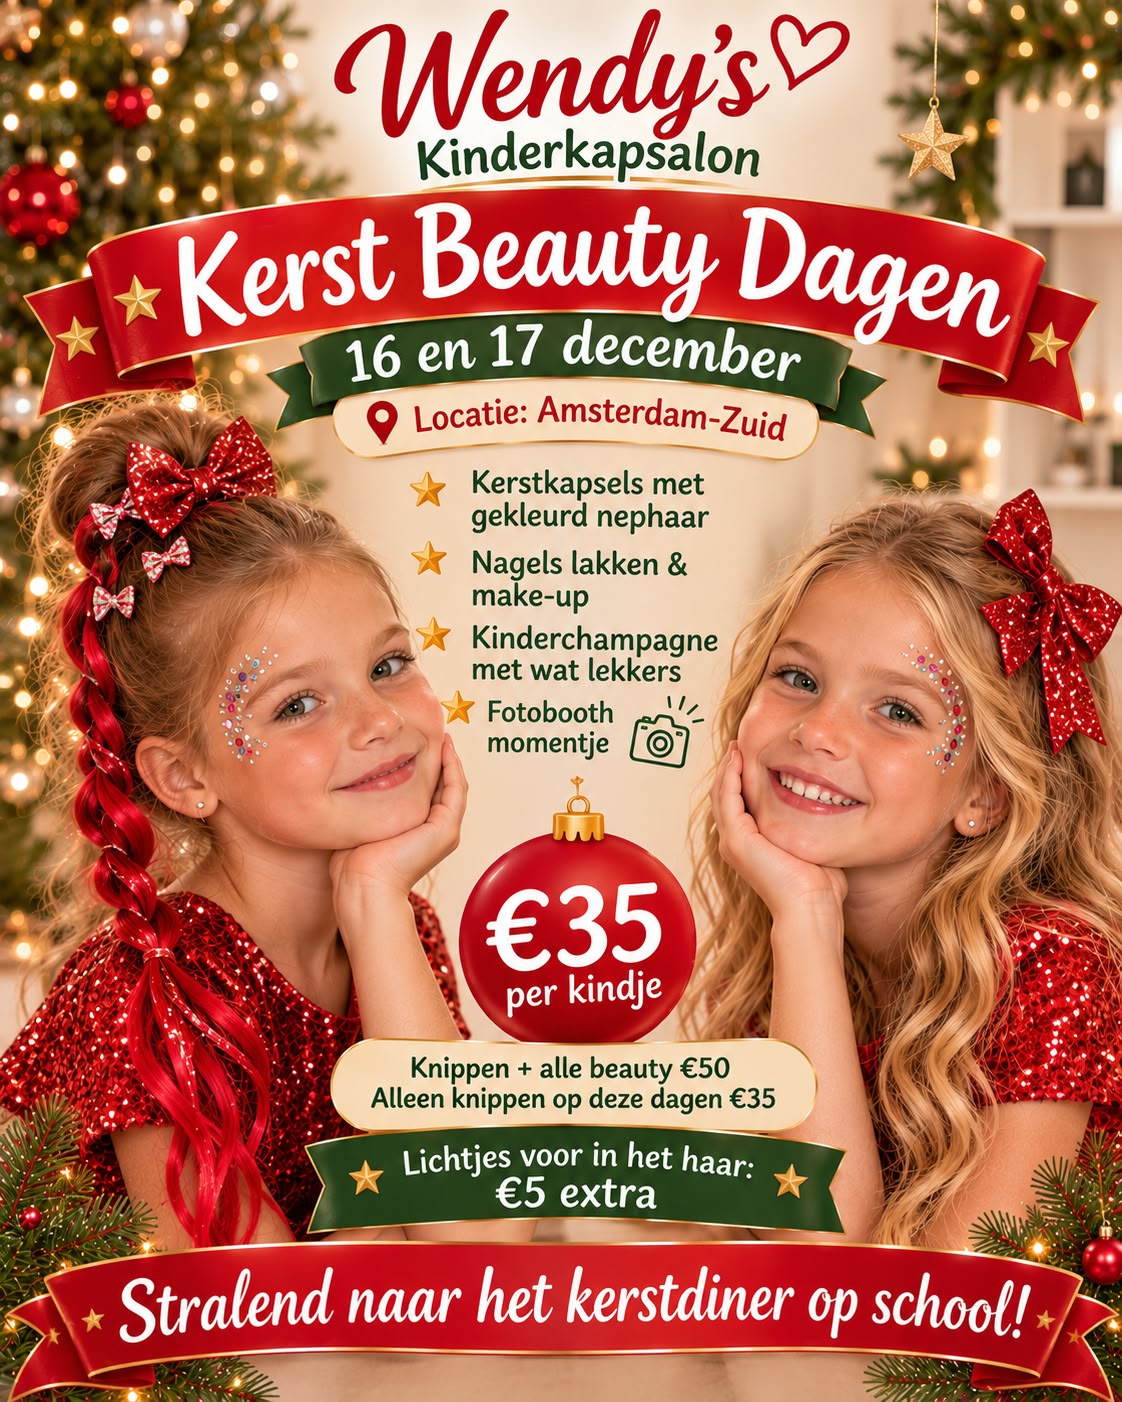 Wendy's
Kinderkapsalon
Kerst Beauty Dagen
16 en 17 december
Locatie: Amsterdam-Zuid
Kerstkapsels met
gekleurd nephaar
Nagels lakken &
make-up
Kinderchampagne
met wat lekkers
Fotobooth
momentje
€35
per kindje
Knippen + alle beauty €50
Alleen knippen op deze dagen €35
Lichtjes voor in het haar:
€5 extra
Stralend naar het kerstdiner op school!